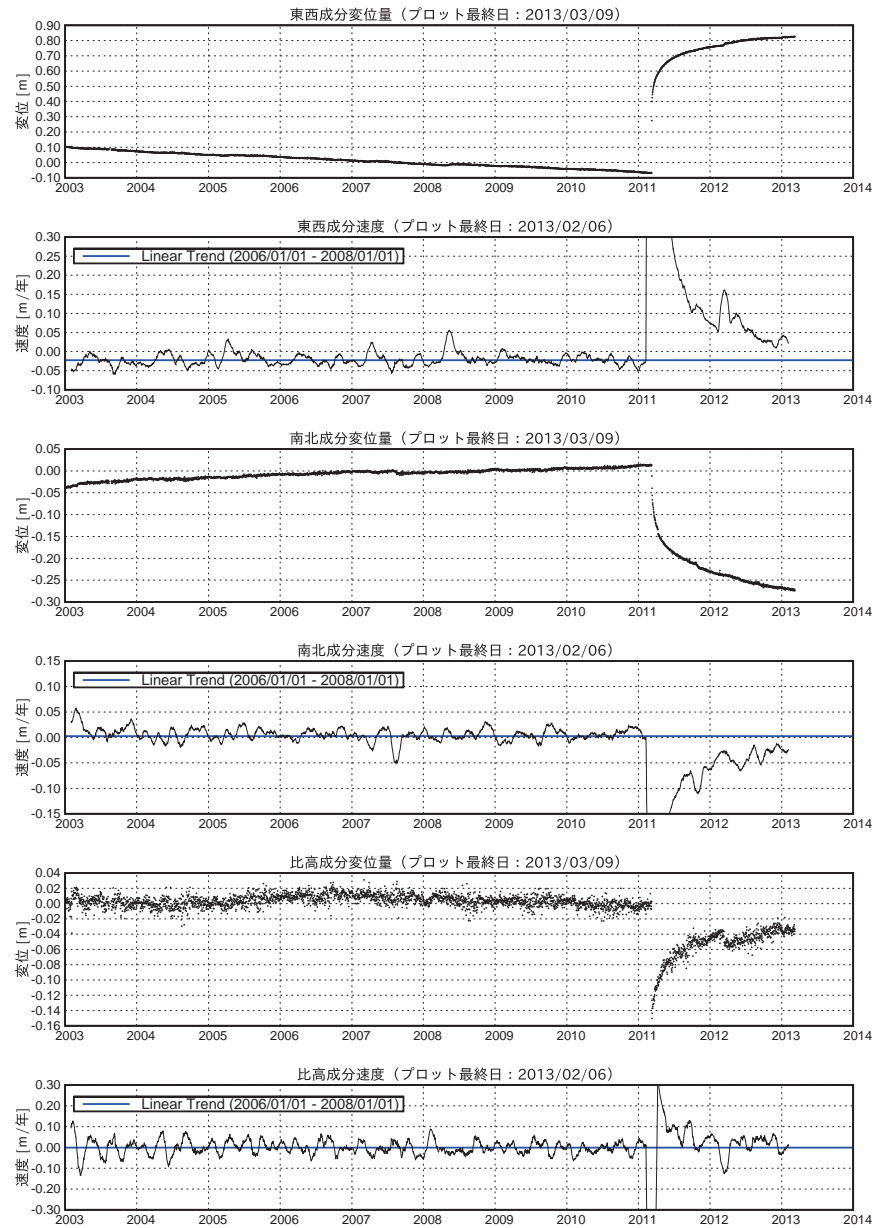 東西成分変位量（プロット最終日：2013/03/09）
0.90
0.80
0.70
0.60
0.50
0.40
0.30
0.20
0.10
0.00
-0.10
変位 [m]
2003 2004 2005 2006 2007 2008 2009 2010 2011 2012 2013 2014
東西成分速度（プロット最終日：2013/02/06）
0.30
0.25
0.20
0.15
0.10
0.05
0.00
-0.05
-0.10
速度 [m/年]
Linear Trend (2006/01/01 - 2008/01/01)
2003 2004 2005 2006 2007 2008 2009 2010 2011 2012 2013 2014
南北成分変位量（プロット最終日：2013/03/09）
0.05
0.00
-0.05
-0.10
-0.15
-0.20
-0.25
-0.30
変位 [m]
2003 2004 2005 2006 2007 2008 2009 2010 2011 2012 2013 2014
南北成分速度（プロット最終日：2013/02/06）
0.15
0.10
0.05
0.00
-0.05
-0.10
-0.15
速度 [m/年]
Linear Trend (2006/01/01 - 2008/01/01)
2003 2004 2005 2006 2007 2008 2009 2010 2011 2012 2013 2014
比高成分変位量（プロット最終日：2013/03/09）
0.04
0.02
0.00
-0.02
-0.04
-0.06
-0.08
-0.10
-0.12
-0.14
-0.16
変位 [m]
2003 2004 2005 2006 2007 2008 2009 2010 2011 2012 2013 2014
比高成分速度（プロット最終日：2013/02/06）
0.30
0.20
0.10
0.00
-0.10
-0.20
-0.30
速度 [m/年]
Linear Trend (2006/01/01 - 2008/01/01)
2003 2004 2005 2006 2007 2008 2009 2010 2011 2012 2013 2014